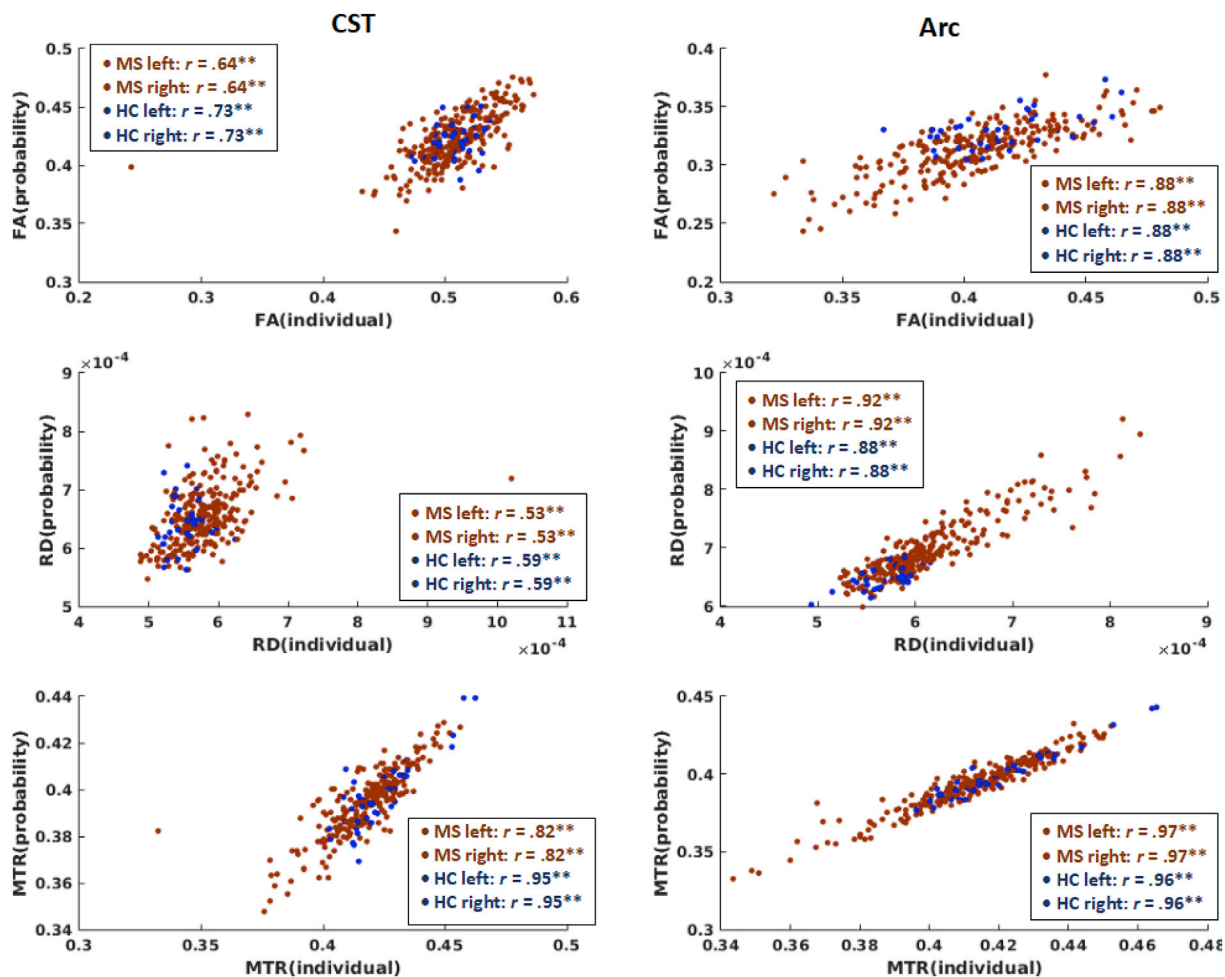 CST
0.5
0.45
0.4
0.35
0.3
FA(probability)
• MS left: r = .64**
• MS right: r = .64**
• HC left: r = .73**
• HC right: r = .73**
0.2
0.3
0.4
0.5
0.6
FA(individual)
Arc
0.4
0.35
0.3
0.25
0.2
FA(probability)
• MS left: r = .88**
• MS right: r = .88**
• HC left: r = .88**
• HC right: r = .88**
0.3
0.35
0.4
0.45
0.5
FA(individual)
×10⁻⁴
9
8
7
6
5
RD(probability)
• MS left: r = .53**
• MS right: r = .53**
• HC left: r = .59**
• HC right: r = .59**
4
5
6
7
8
9
10
11
RD(individual)
×10⁻⁴
×10⁻⁴
10
9
8
7
6
RD(probability)
• MS left: r = .92**
• MS right: r = .92**
• HC left: r = .88**
• HC right: r = .88**
4
5
6
7
8
9
RD(individual)
×10⁻⁴
0.44
0.42
0.4
0.38
0.36
0.34
MTR(probability)
• MS left: r = .82**
• MS right: r = .82**
• HC left: r = .95**
• HC right: r = .95**
0.3
0.35
0.4
0.45
0.5
MTR(individual)
0.45
0.4
0.35
0.3
MTR(probability)
• MS left: r = .97**
• MS right: r = .97**
• HC left: r = .96**
• HC right: r = .96**
0.34
0.36
0.38
0.4
0.42
0.44
0.46
0.48
MTR(individual)